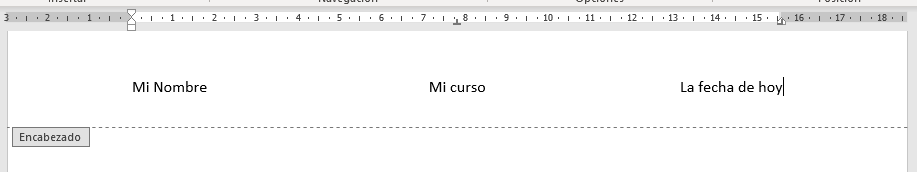 Insertar Navegación Opciones Posición
3 2 1 1 2 3 4 5 6 7 8 9 10 11 12 13 14 15 16 17 18
Mi Nombre Mi curso La fecha de hoy
Encabezado